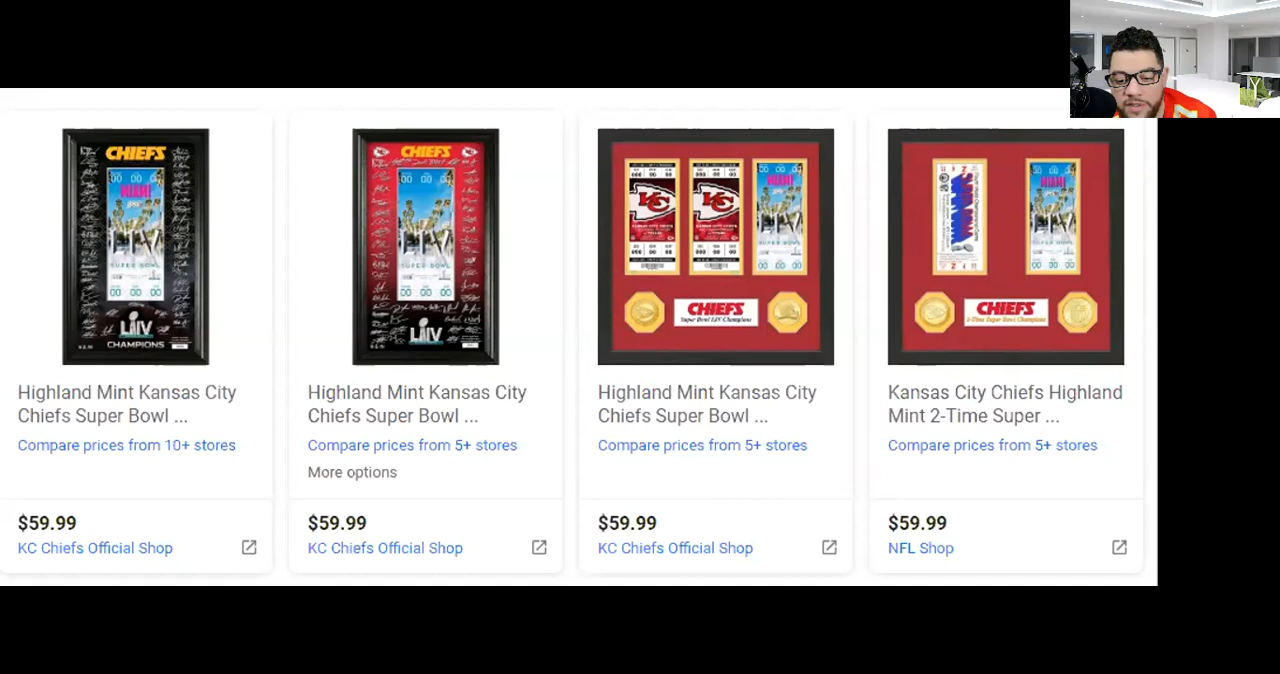 CHIEFS
MIAMI
SUPER BOWL
LIV
CHAMPIONS
CHIEFS
SUPER BOWL
LIV
KC
KC
MIAMI
CHIEFS
Super Bowl LIV Champions
MIAMI
CHIEFS
2-Time Super Bowl Champions
Highland Mint Kansas City
Chiefs Super Bowl ...
Compare prices from 10+ stores
$59.99
KC Chiefs Official Shop
Highland Mint Kansas City
Chiefs Super Bowl ...
Compare prices from 5+ stores
More options
$59.99
KC Chiefs Official Shop
Highland Mint Kansas City
Chiefs Super Bowl ...
Compare prices from 5+ stores
$59.99
KC Chiefs Official Shop
Kansas City Chiefs Highland
Mint 2-Time Super ...
Compare prices from 5+ stores
$59.99
NFL Shop